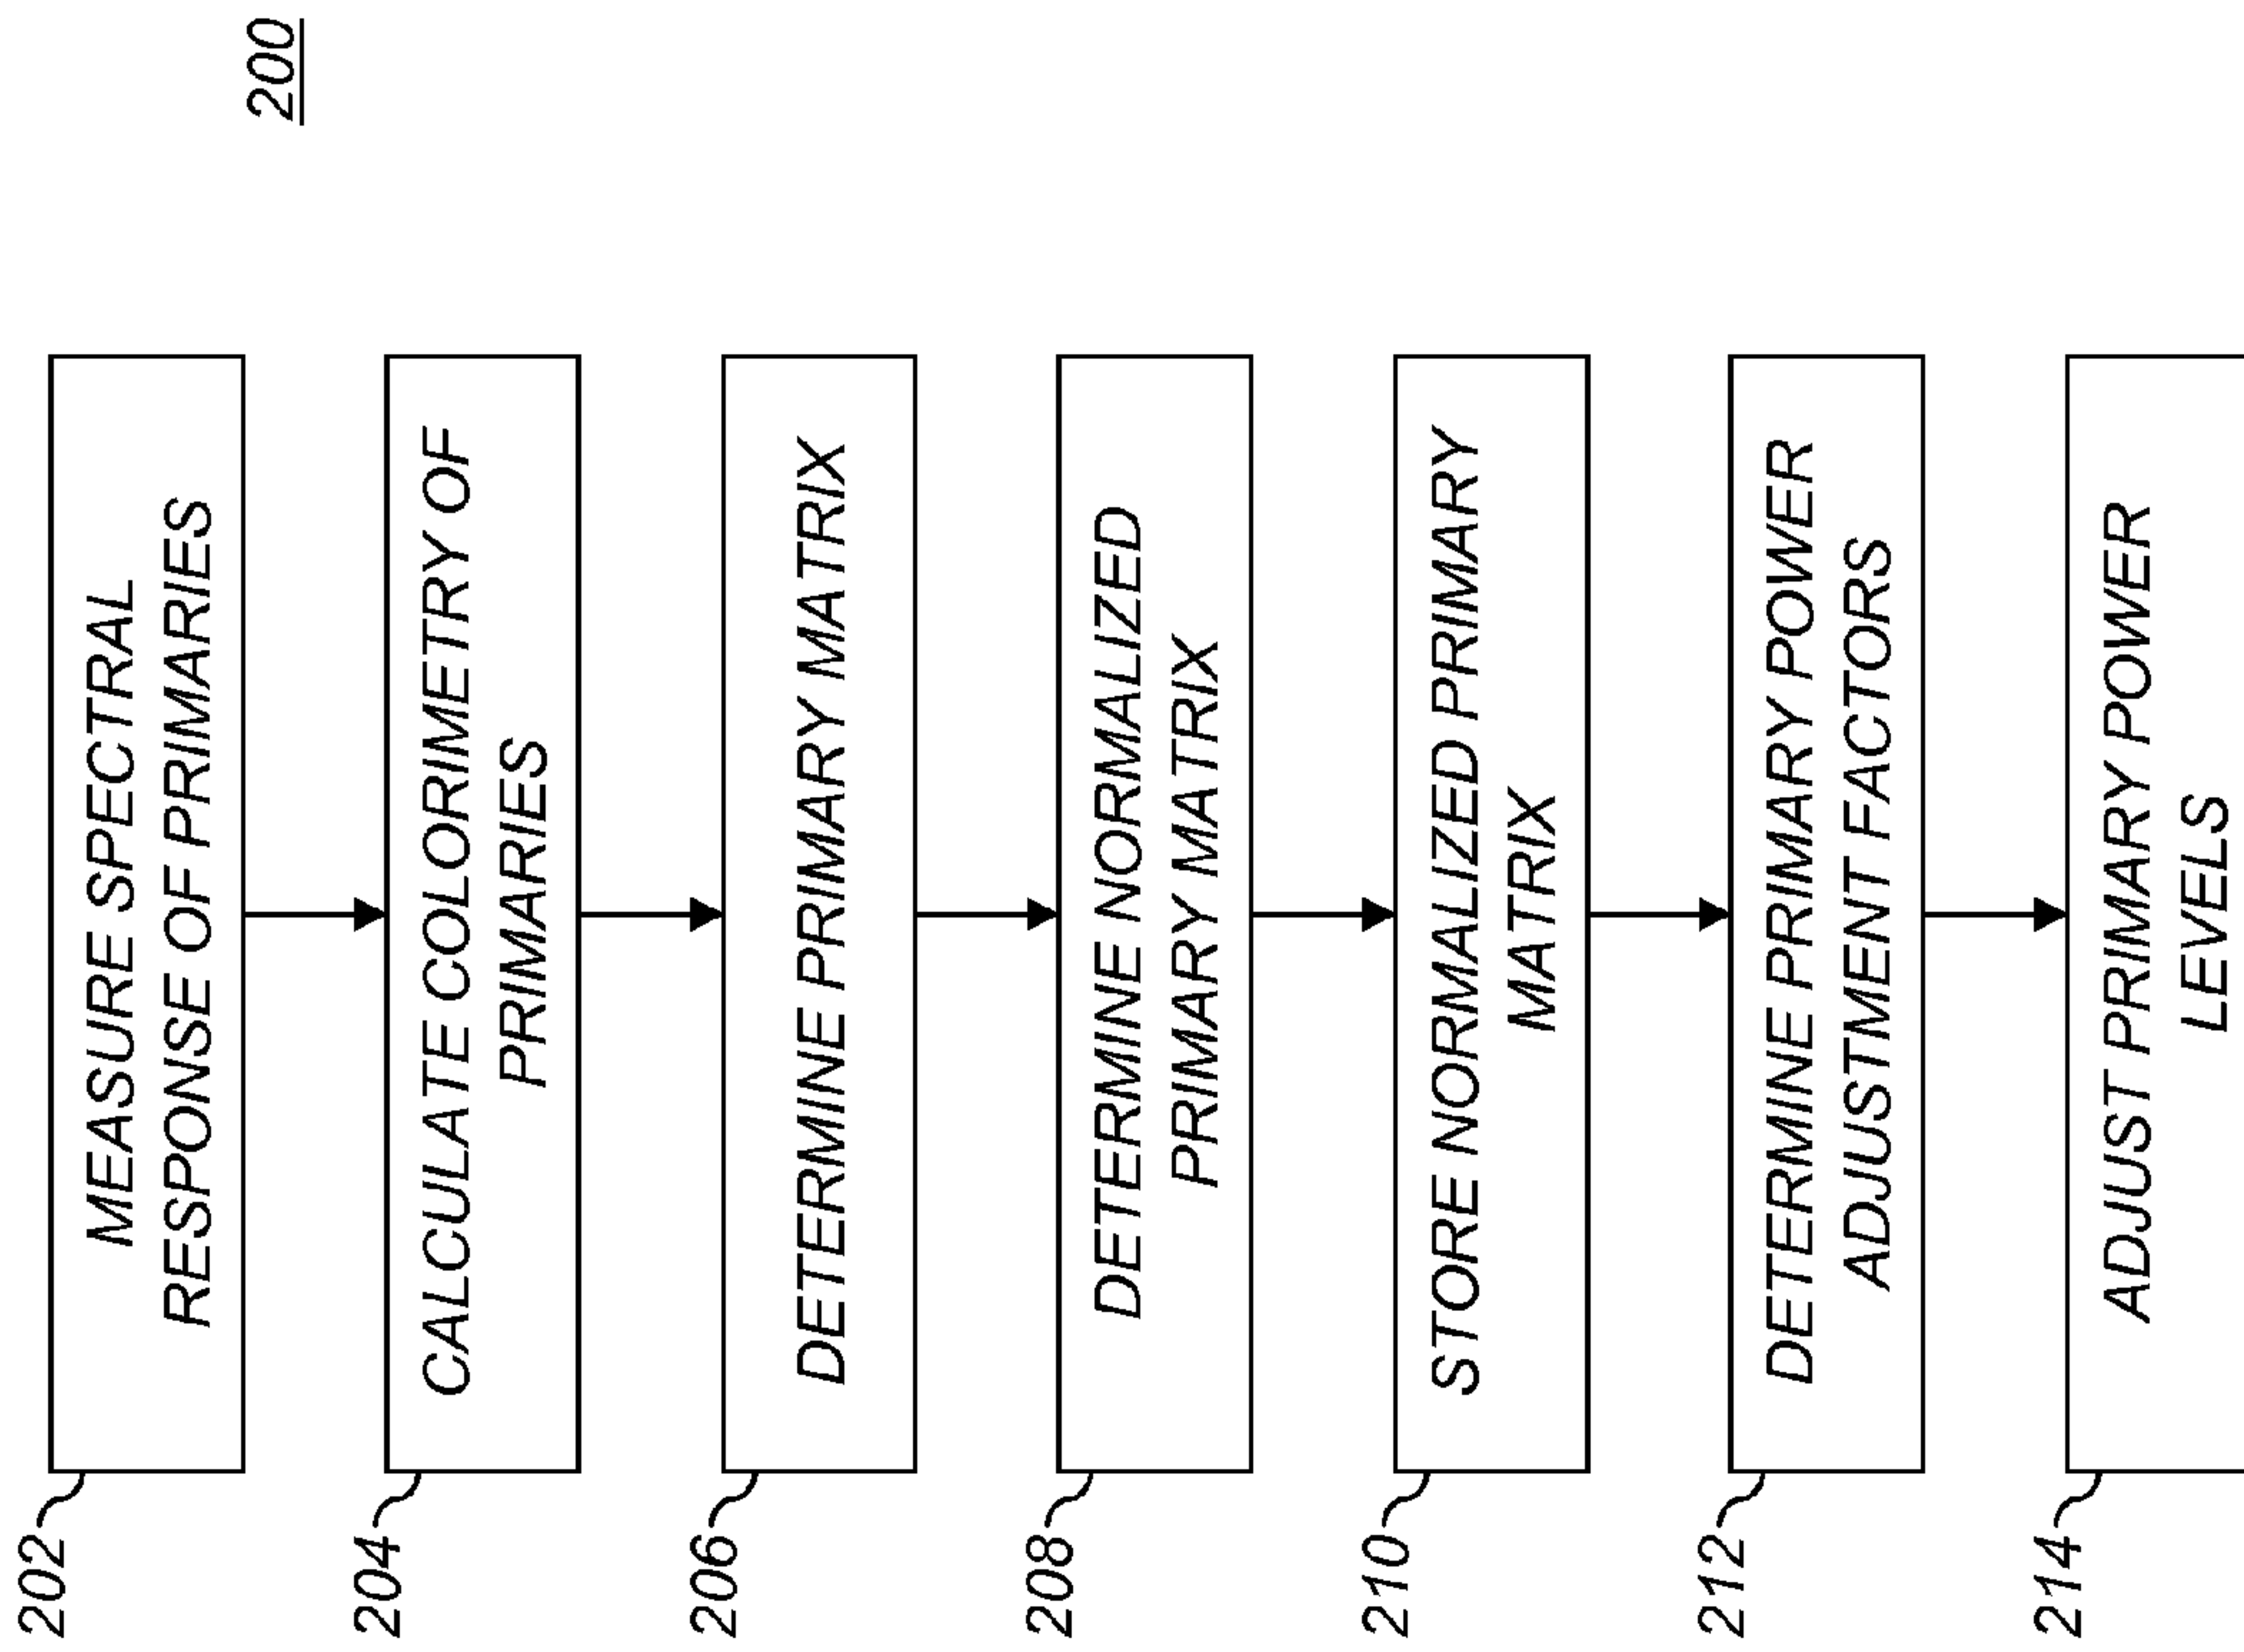 200
202
MEASURE SPECTRAL
RESPONSE OF PRIMARIES
204
CALCULATE COLORIMETRY OF
PRIMARIES
206
DETERMINE PRIMARY MATRIX
208
DETERMINE NORMALIZED
PRIMARY MATRIX
210
STORE NORMALIZED PRIMARY
MATRIX
212
DETERMINE PRIMARY POWER
ADJUSTMENT FACTORS
214
ADJUST PRIMARY POWER
LEVELS